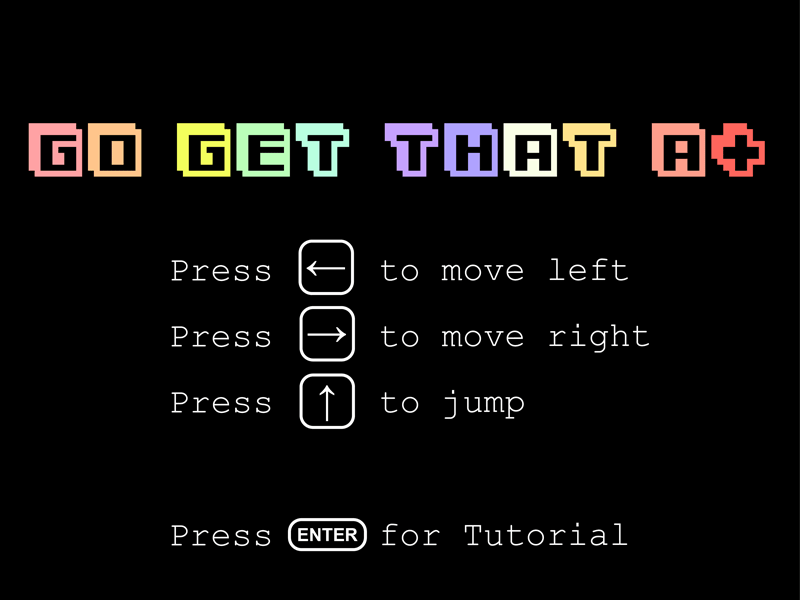 GO GET THAT A+
Press ← to move left
Press → to move right
Press ↑ to jump
Press ENTER for Tutorial